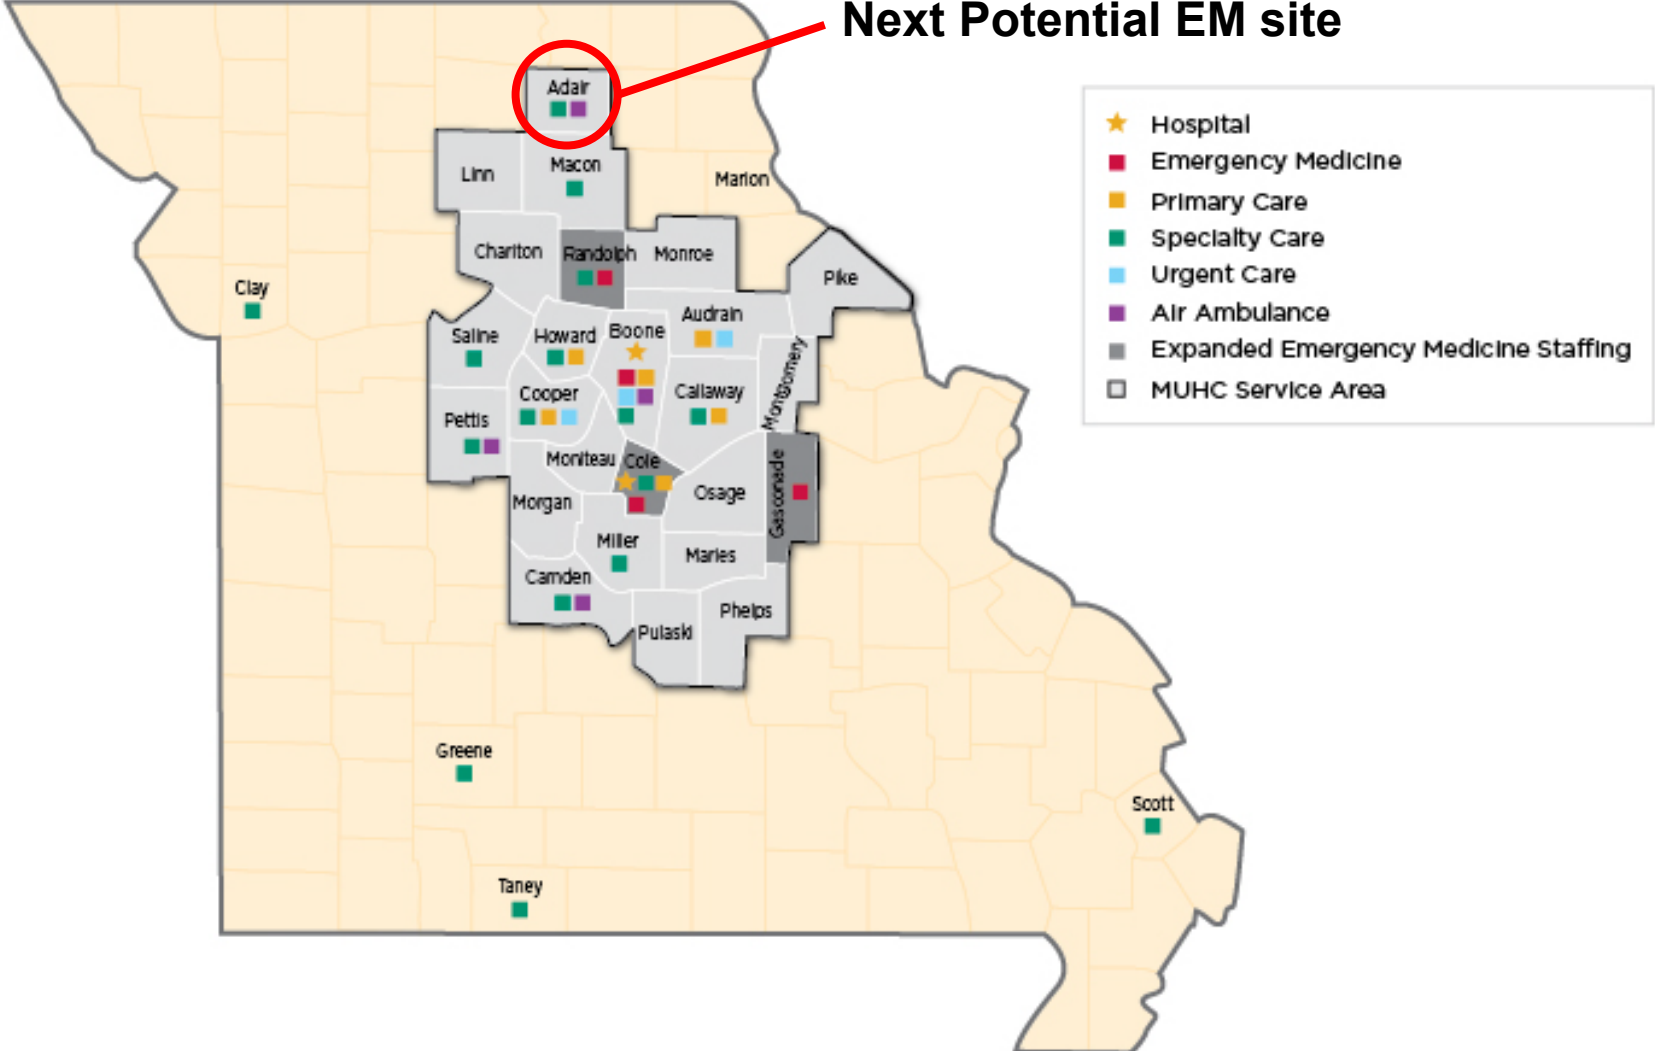 Next Potential EM site
Adair
Linn
Macon
Marion
Chariton
Randolph
Monroe
Pike
Clay
Saline
Howard
Boone
Audrain
Montgomery
Cooper
Callaway
Pettis
Moniteau
Cole
Morgan
Osage
Gasconade
Miller
Maries
Camden
Phelps
Pulaski
Greene
Scott
Taney
Hospital
Emergency Medicine
Primary Care
Specialty Care
Urgent Care
Air Ambulance
Expanded Emergency Medicine Staffing
MUHC Service Area